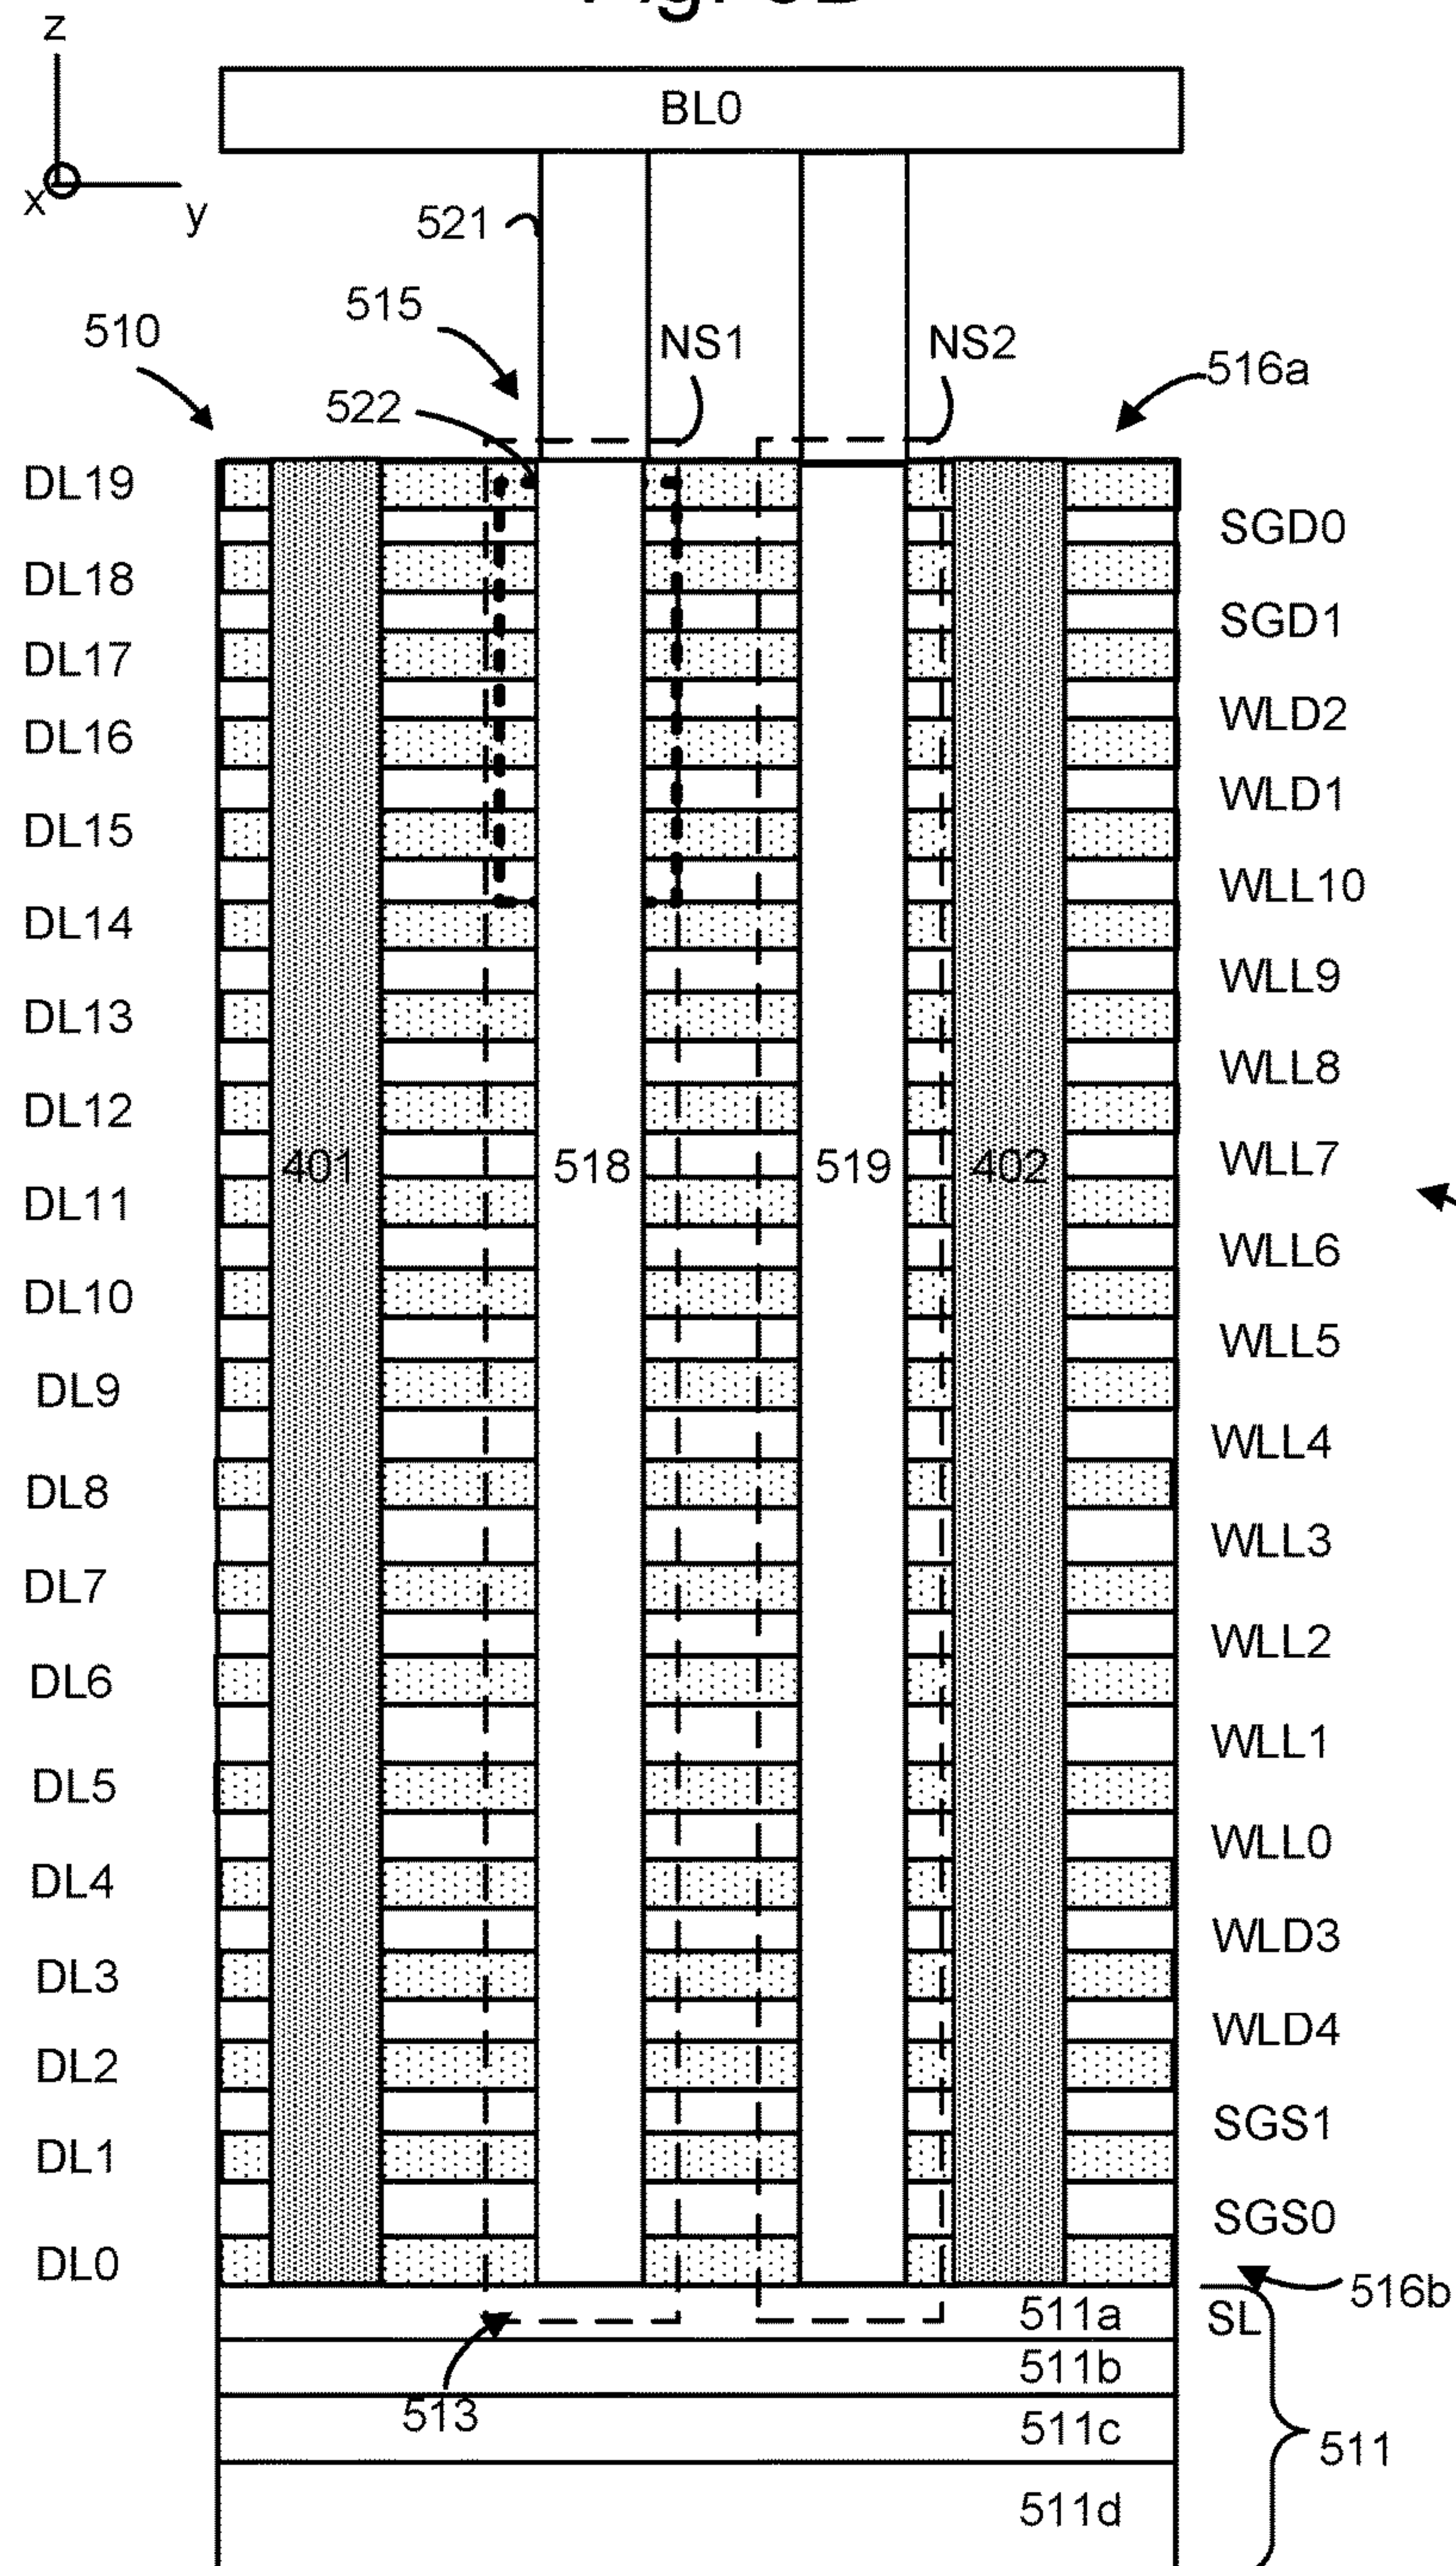 z
BL0
x
y
521
515
510
NS1
NS2
516a
522
DL19
SGD0
DL18
SGD1
DL17
WLD2
DL16
WLD1
DL15
WLL10
DL14
WLL9
DL13
WLL8
DL12
WLL7
401
518
519
402
DL11
WLL6
DL10
WLL5
DL9
WLL4
DL8
WLL3
DL7
WLL2
DL6
WLL1
DL5
WLL0
DL4
WLD3
DL3
WLD4
DL2
SGS1
DL1
SGS0
DL0
516b
511a
SL
511b
513
511c
511
511d